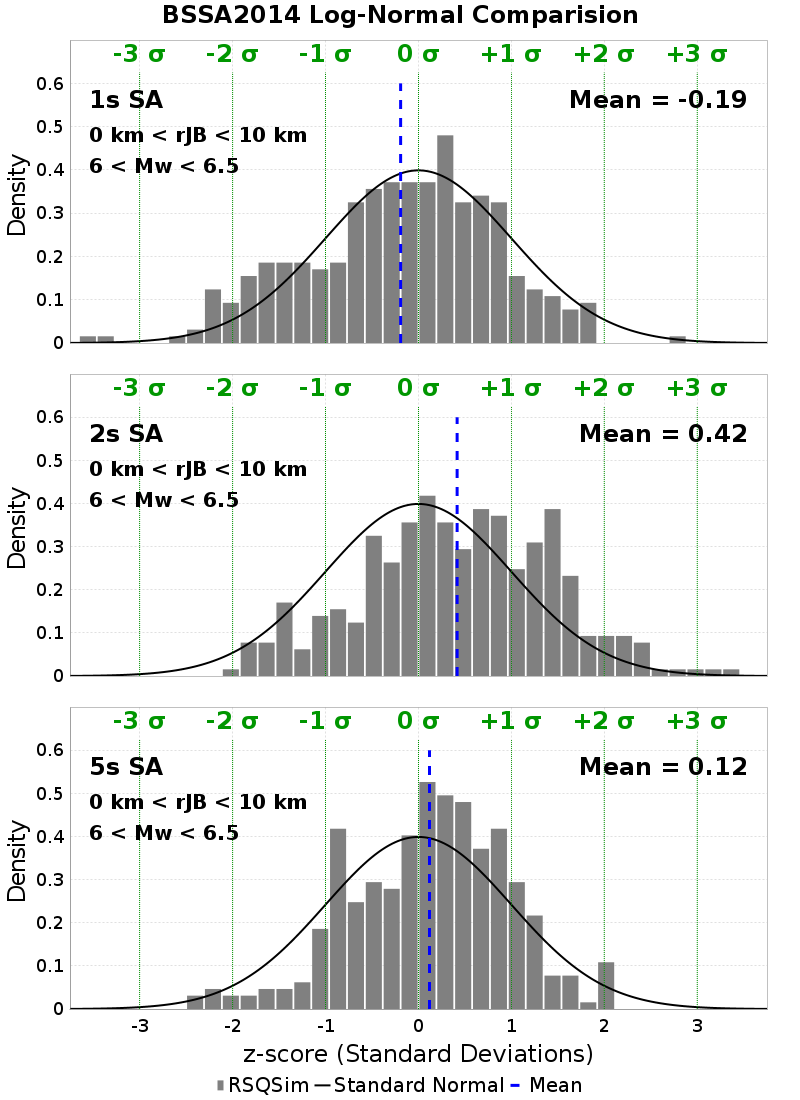 BSSA2014 Log-Normal Comparision
-3 σ -2 σ -1 σ 0 σ +1 σ +2 σ +3 σ
0.6
1s SA Mean = -0.19
0.5
0 km < rJB < 10 km
6 < Mw < 6.5
0.4
0.3
0.2
0.1
0
Density
-3 σ -2 σ -1 σ 0 σ +1 σ +2 σ +3 σ
0.6
2s SA Mean = 0.42
0.5
0 km < rJB < 10 km
6 < Mw < 6.5
0.4
0.3
0.2
0.1
0
Density
-3 σ -2 σ -1 σ 0 σ +1 σ +2 σ +3 σ
0.6
5s SA Mean = 0.12
0.5
0 km < rJB < 10 km
6 < Mw < 6.5
0.4
0.3
0.2
0.1
0
Density
-3 -2 -1 0 1 2 3
z-score (Standard Deviations)
RSQSim Standard Normal Mean